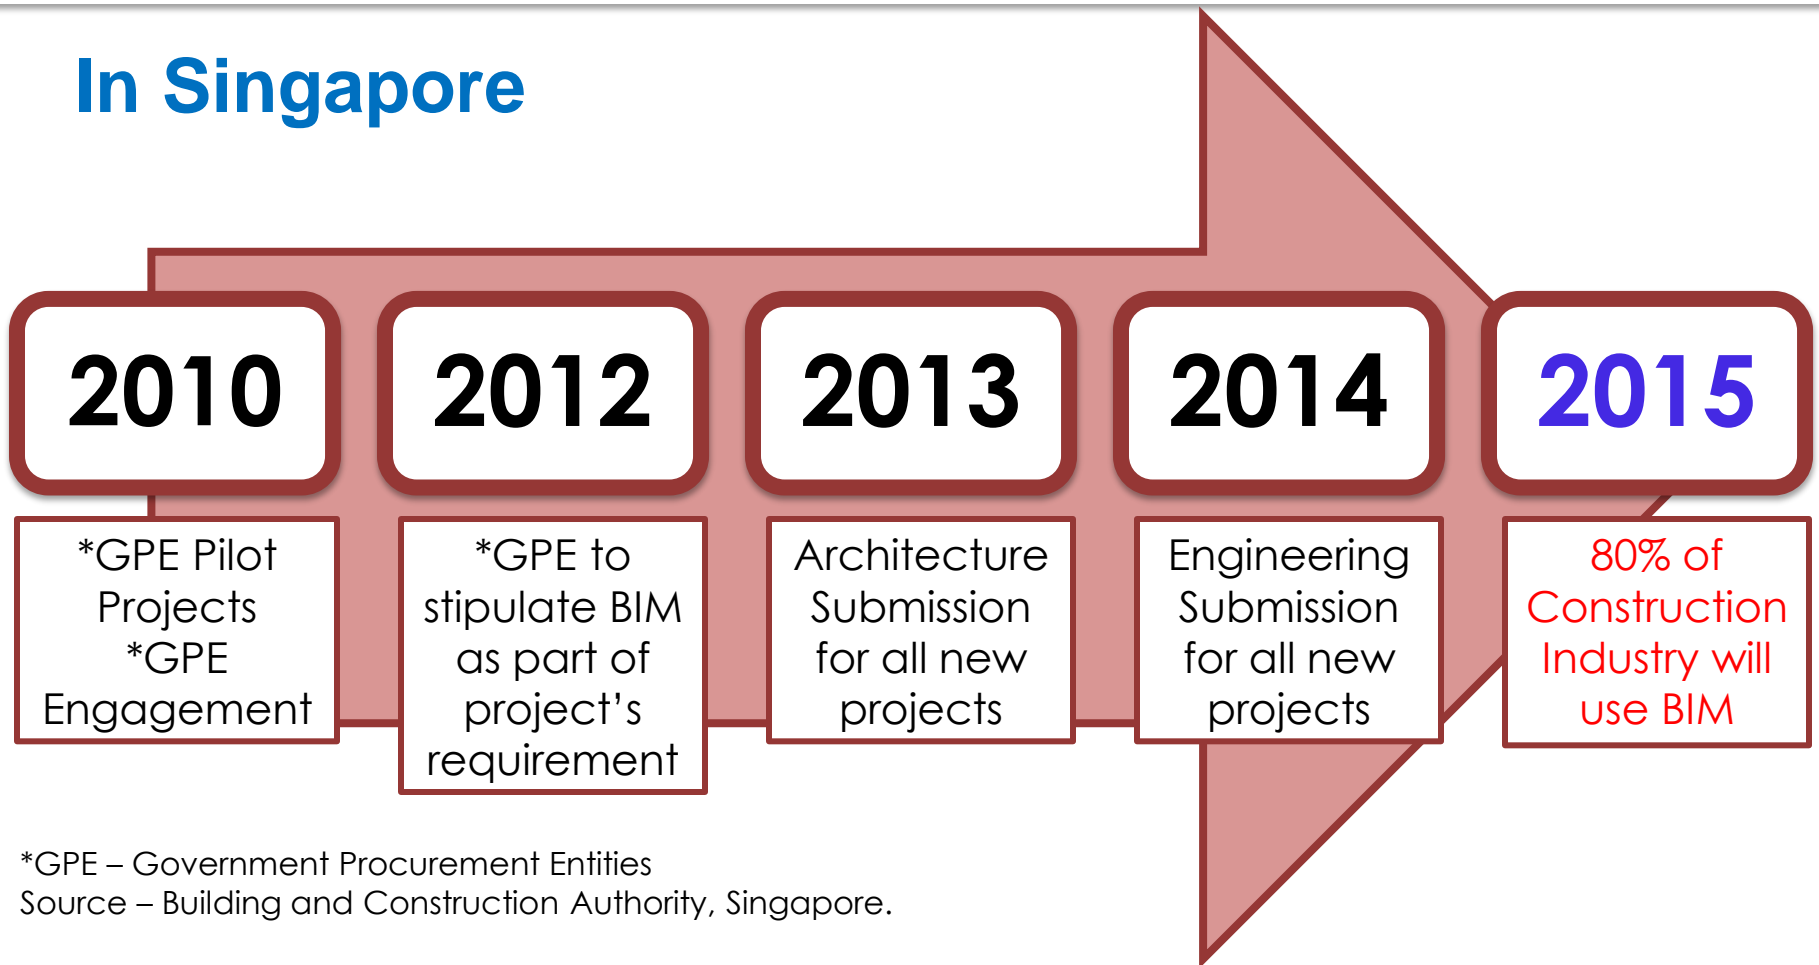 In Singapore
2010
2012
2013
2014
2015
*GPE Pilot
Projects
*GPE
Engagement
*GPE to
stipulate BIM
as part of
project’s
requirement
Architecture
Submission
for all new
projects
Engineering
Submission
for all new
projects
80% of
Construction
Industry will
use BIM
*GPE – Government Procurement Entities
Source – Building and Construction Authority, Singapore.